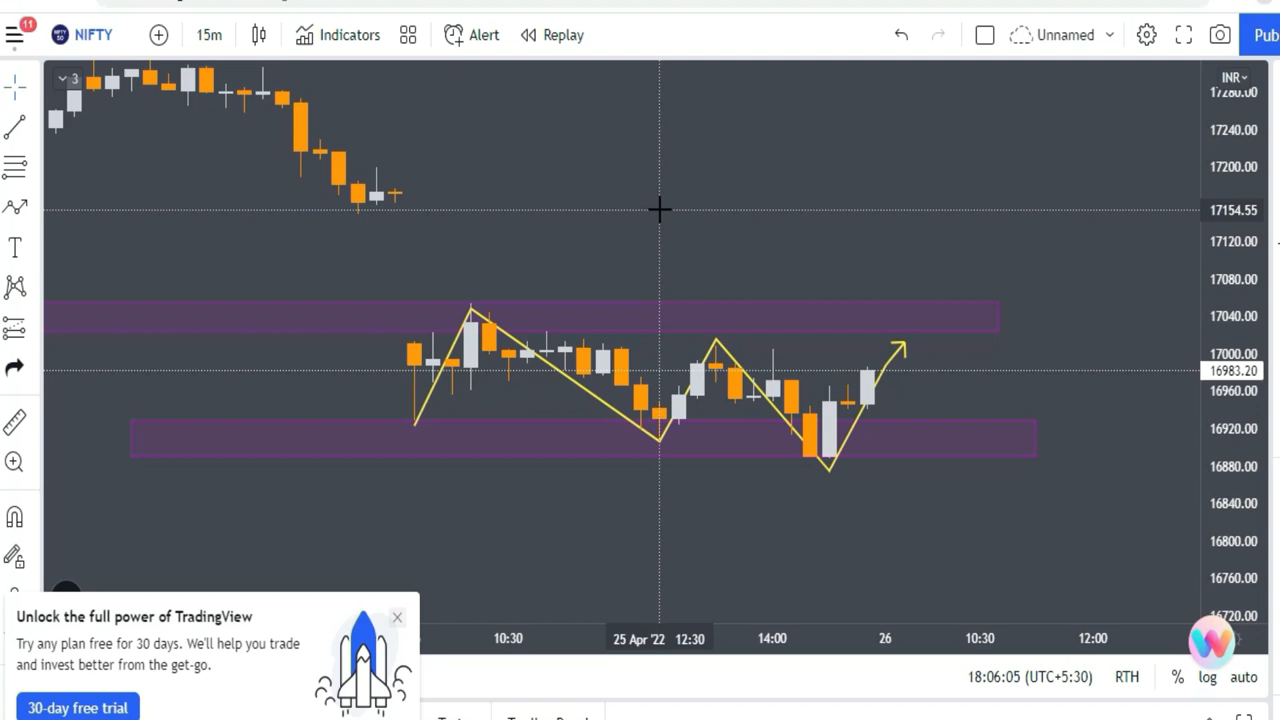 11
NIFTY 50
NIFTY
15m
Indicators
Alert
Replay
Unnamed
Pub
3
INR
17280.00
17240.00
17200.00
17154.55
17120.00
17080.00
17040.00
17000.00
16983.20
16960.00
16920.00
16880.00
16840.00
16800.00
16760.00
16720.00
10:30
25 Apr '22 12:30
14:00
26
10:30
12:00
Unlock the full power of TradingView
Try any plan free for 30 days. We'll help you trade
and invest better from the get-go.
30-day free trial
18:06:05 (UTC+5:30)
RTH
%
log
auto